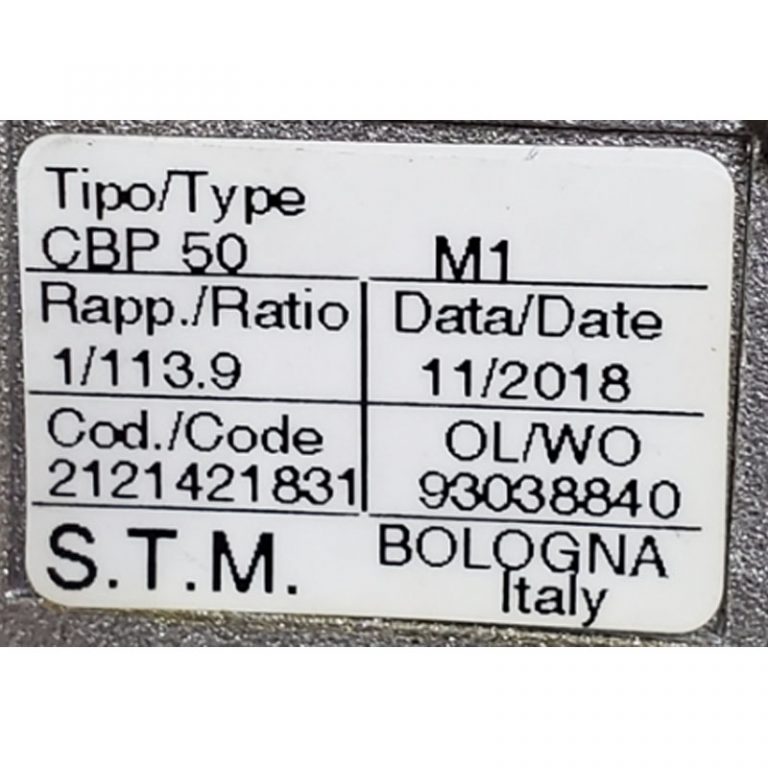 Tipo/Type
CBP 50 M1
Rapp./Ratio Data/Date
1/113.9 11/2018
Cod./Code OL/WO
2121421831 93038840
S.T.M. BOLOGNA
Italy